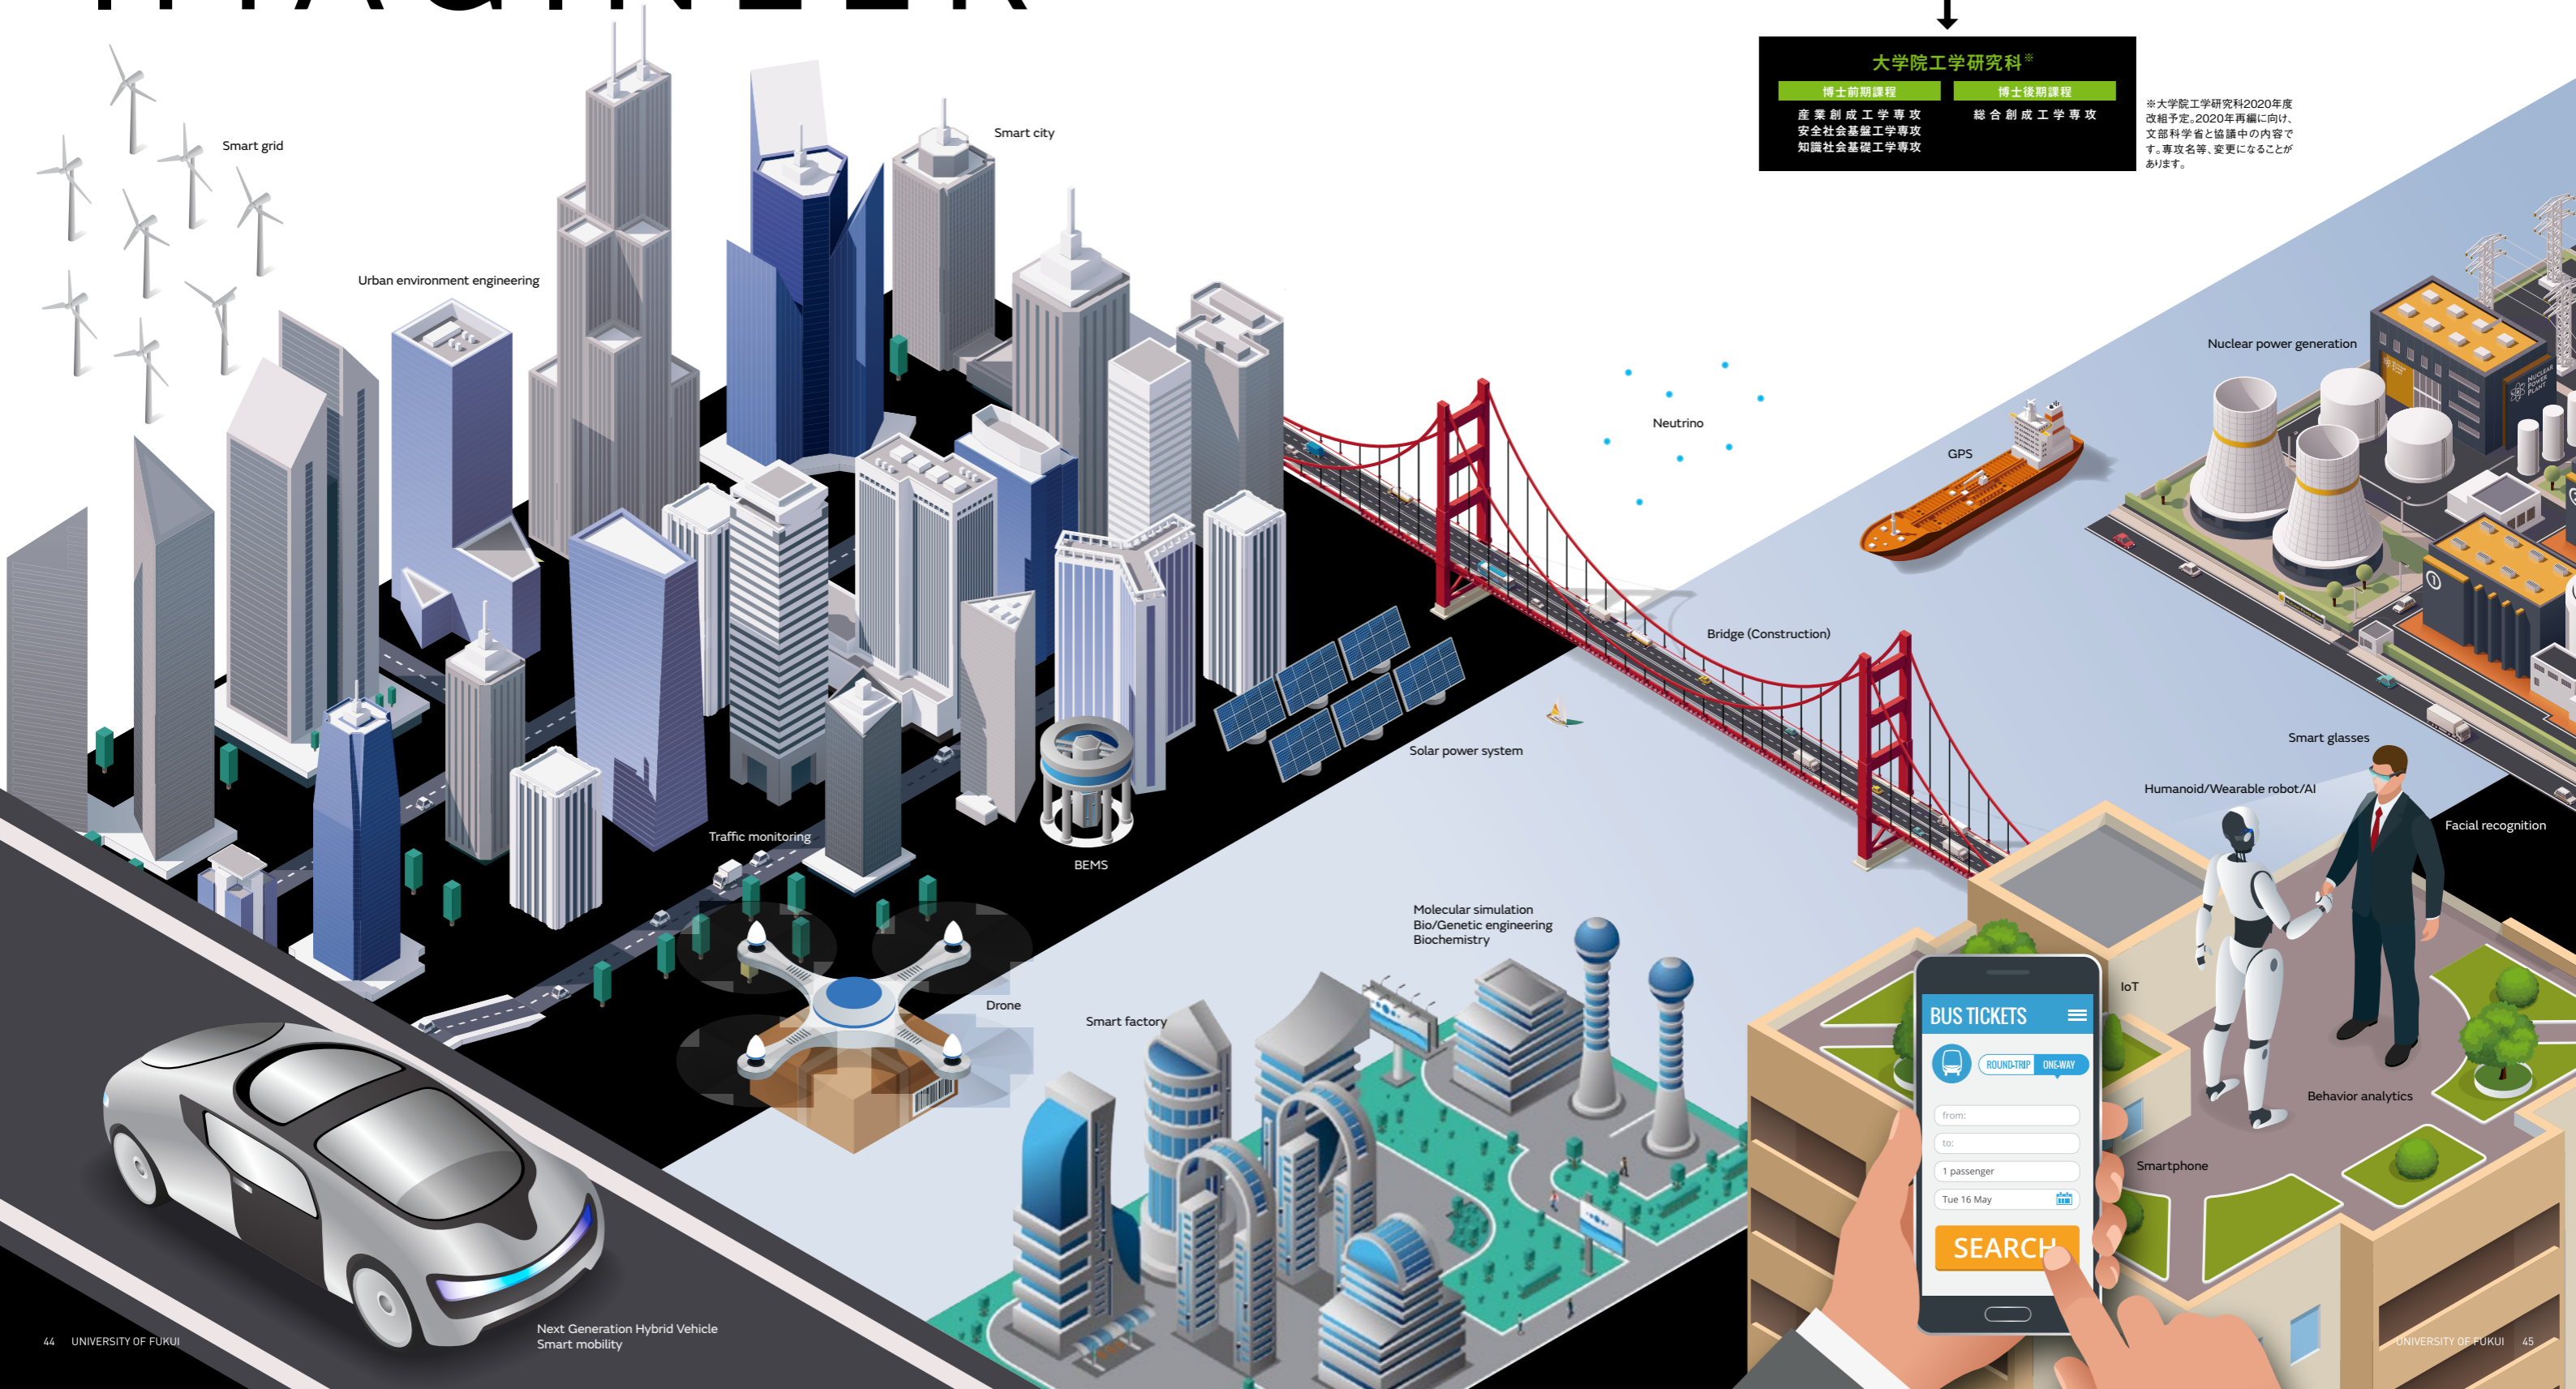 IMAGINEER
大学院工学研究科※
博士前期課程
産業創成工学専攻
安全社会基盤工学専攻
知識社会基礎工学専攻
博士後期課程
総合創成工学専攻
※大学院工学研究科2020年度
改組予定。2020年再編に向け、
文部科学省と協議中の内容で
す。専攻名等、変更になることが
あります。
Smart grid
Smart city
Urban environment engineering
Nuclear power generation
NUCLEAR
POWER
PLANT
Neutrino
GPS
Bridge (Construction)
Solar power system
Smart glasses
Humanoid/Wearable robot/AI
Facial recognition
Traffic monitoring
BEMS
Molecular simulation
Bio/Genetic engineering
Biochemistry
Drone
Smart factory
IoT
BUS TICKETS
ROUND-TRIP
ONE-WAY
from:
to:
1 passenger
Tue 16 May
SEARCH
Behavior analytics
Smartphone
Next Generation Hybrid Vehicle
Smart mobility
44 UNIVERSITY OF FUKUI
UNIVERSITY OF FUKUI 45